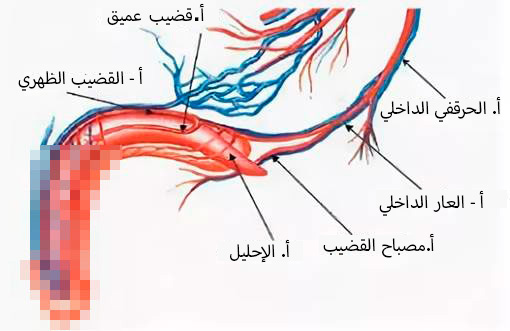 أ.قضيب عميق
أ - القضيب الظهري
أ. الحرقفي الداخلي
أ - العار الداخلي
أ.مصباح القضيب
أ. الإحليل